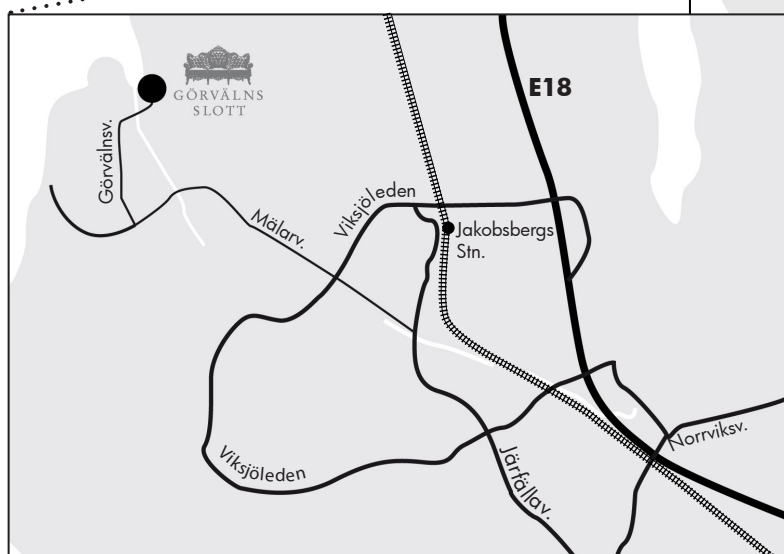 GÖRVÄLNS
SLOTT
E18
Görvälnsv.
Viksjöleden
Mälarv.
Jakobsbergs
Stn.
Viksjöleden
Järfällav.
Norrviksv.